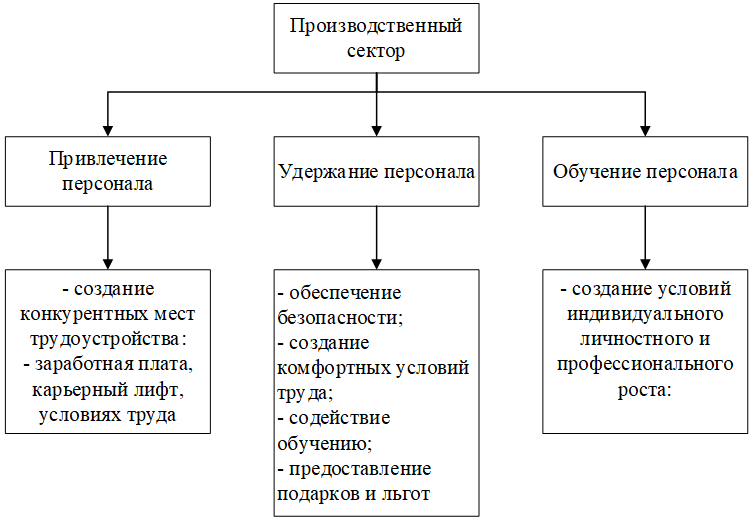 Производственный
сектор
Привлечение
персонала
Удержание персонала
Обучение персонала
- создание
конкурентных мест
трудоустройства:
- заработная плата,
карьерный лифт,
условиях труда
- обеспечение
безопасности;
- создание
комфортных условий
труда;
- содействие
обучению;
- предоставление
подарков и льгот
- создание условий
индивидуального
личностного и
профессионального
роста: